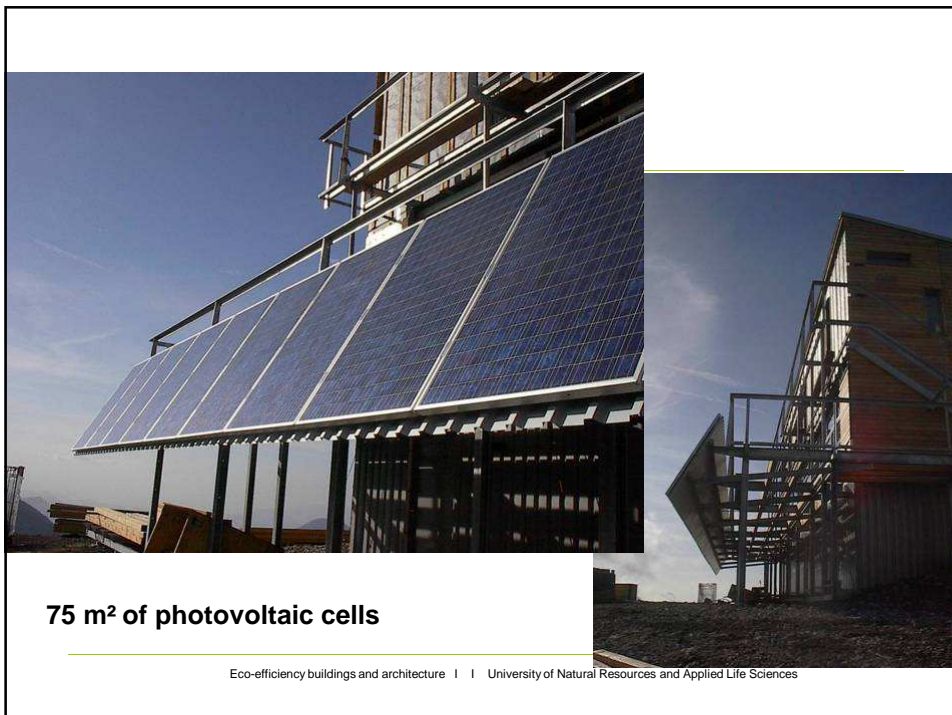 75 m² of photovoltaic cells
Eco-efficiency buildings and architecture I I University of Natural Resources and Applied Life Sciences